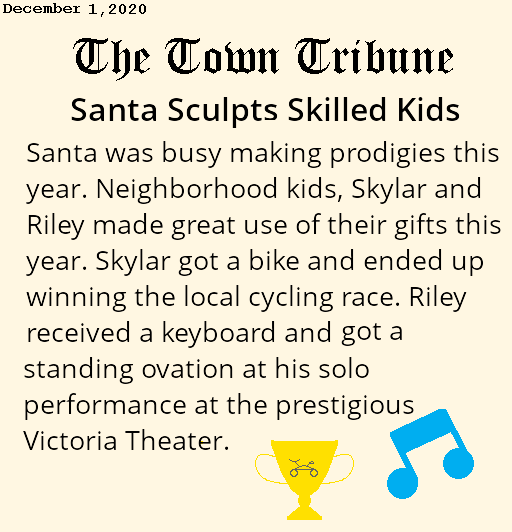 December 1,2020
The Town Tribune
Santa Sculpts Skilled Kids
Santa was busy making prodigies this
year. Neighborhood kids, Skylar and
Riley made great use of their gifts this
year. Skylar got a bike and ended up
winning the local cycling race. Riley
received a keyboard and got a
standing ovation at his solo
performance at the prestigious
Victoria Theater.